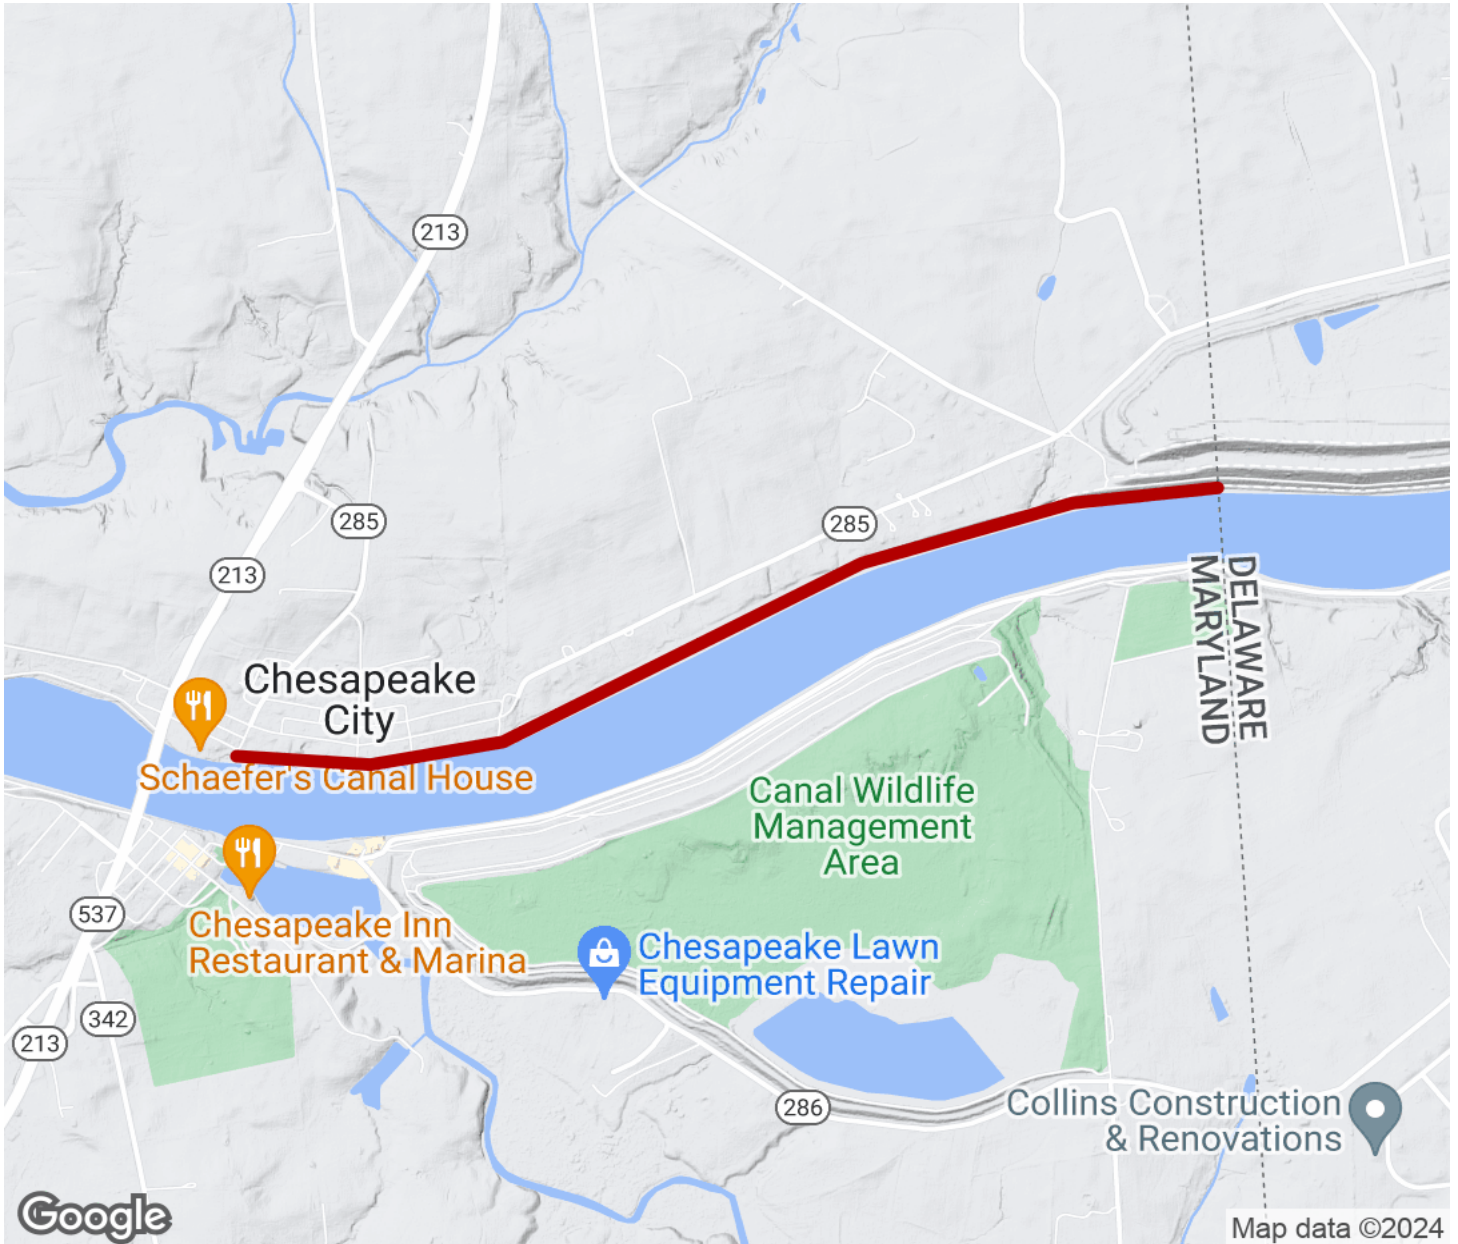 213
285
285
213
Chesapeake
City
DELAWARE
MARYLAND
Schaefer's Canal House
Canal Wildlife
Management
Area
537
Chesapeake Inn
Restaurant & Marina
Chesapeake Lawn
Equipment Repair
342
213
286
Collins Construction
& Renovations
Google
Map data ©2024